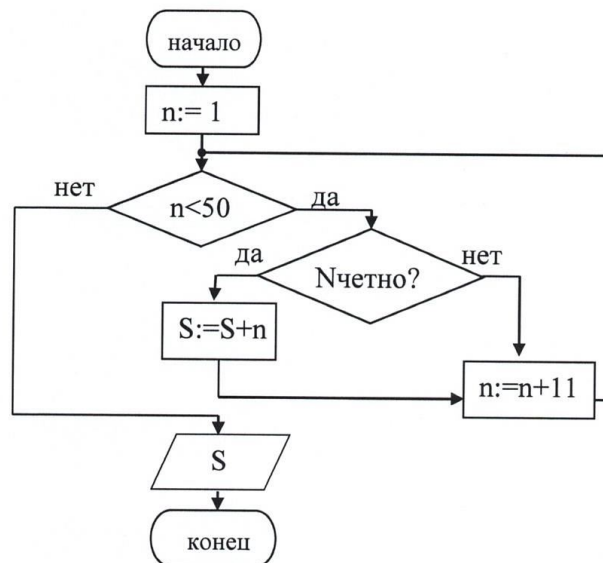 начало
n:= 1
нет
n<50
да
да
Nчетно?
нет
S:=S+n
n:=n+11
S
конец